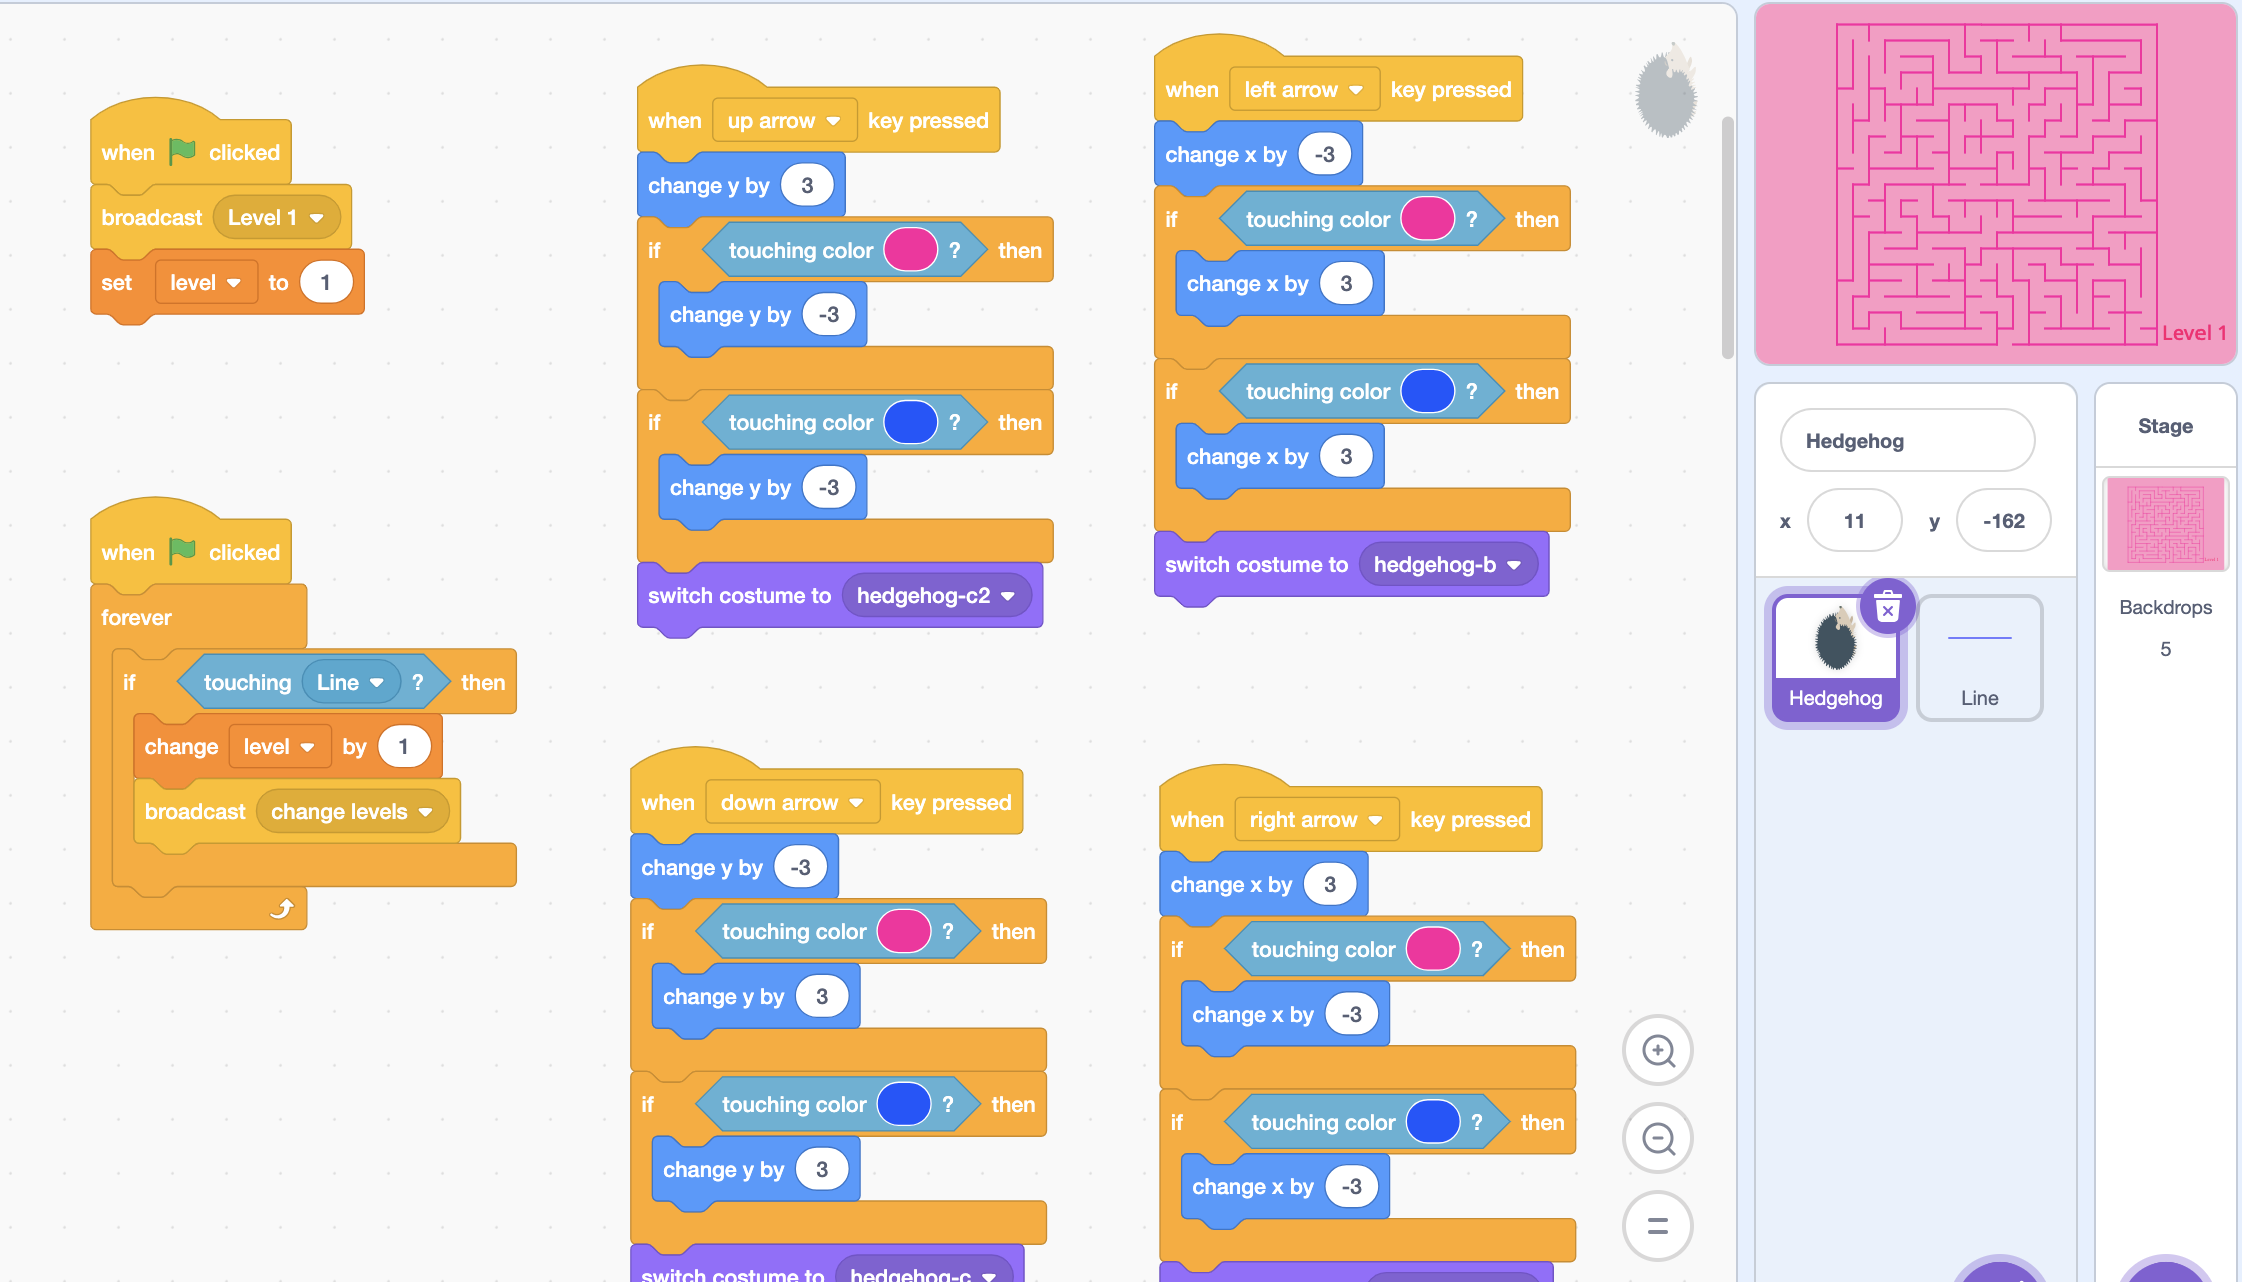 when clicked
broadcast Level 1
set level to 1
when clicked
forever
if touching Line ? then
change level by 1
broadcast change levels
when up arrow key pressed
change y by 3
if touching color ? then
change y by -3
if touching color ? then
change y by -3
switch costume to hedgehog-c2
when down arrow key pressed
change y by -3
if touching color ? then
change y by 3
if touching color ? then
change y by 3
switch costume to hedgehog-c
when left arrow key pressed
change x by -3
if touching color ? then
change x by 3
if touching color ? then
change x by 3
switch costume to hedgehog-b
when right arrow key pressed
change x by 3
if touching color ? then
change x by -3
if touching color ? then
change x by -3
Level 1
Hedgehog
x 11 y -162
Hedgehog
Line
Stage
Backdrops
5